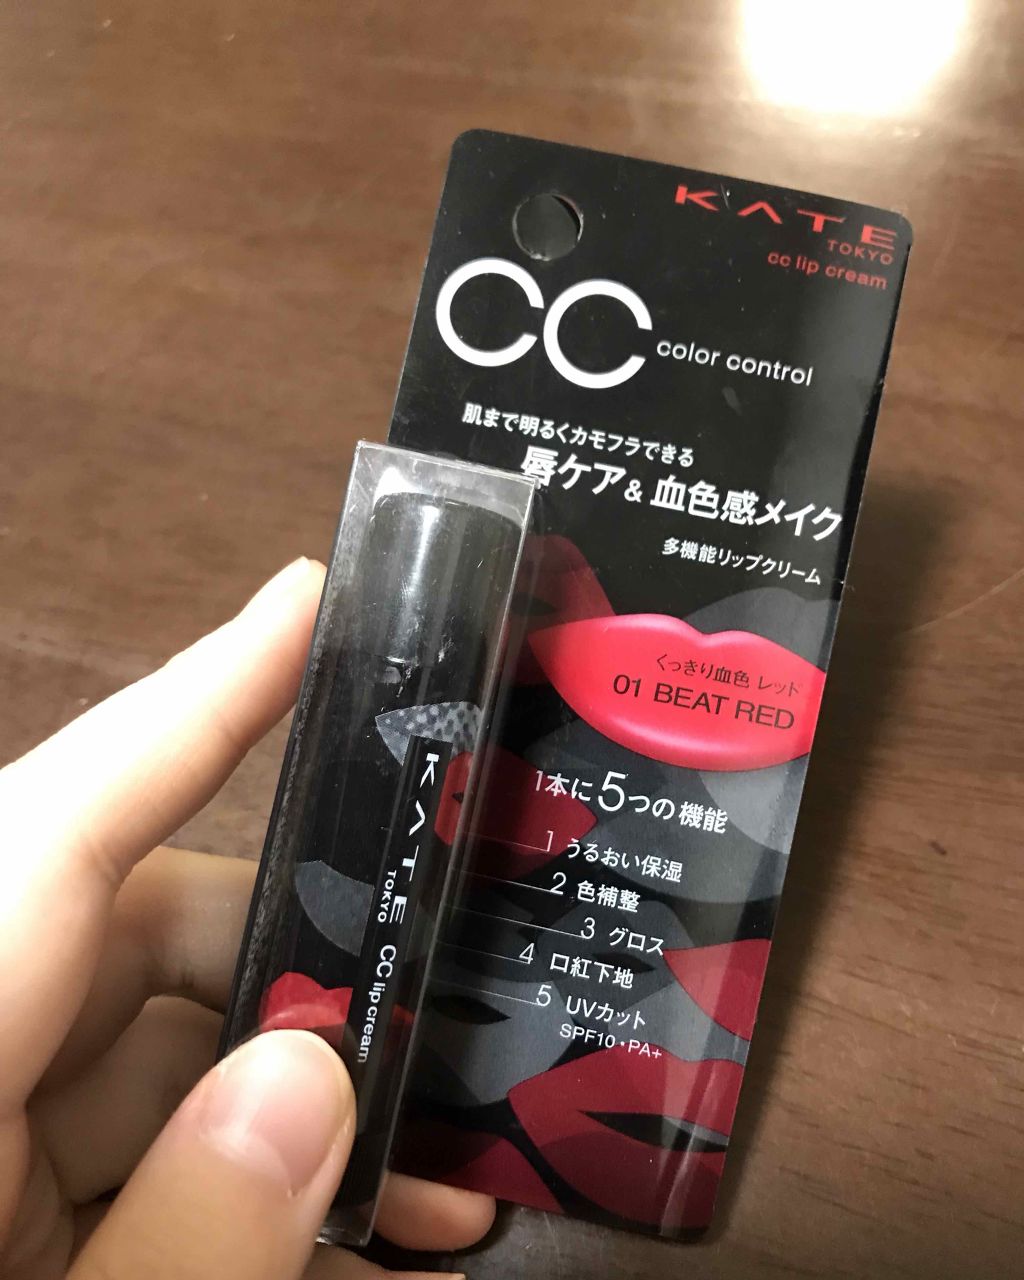 KATE
TOKYO
cc lip cream
CC color control
肌まで明るくカモフラできる
唇ケア& 血色感メイク
多機能リップクリーム
くっきり血色 レッド
01 BEAT RED
1本に5つの機能
1 うるおい保湿
2 色補整
3 グロス
4 口紅下地
5 UVカット
SPF10・PA+
KATE
TOKYO
CC lip cream